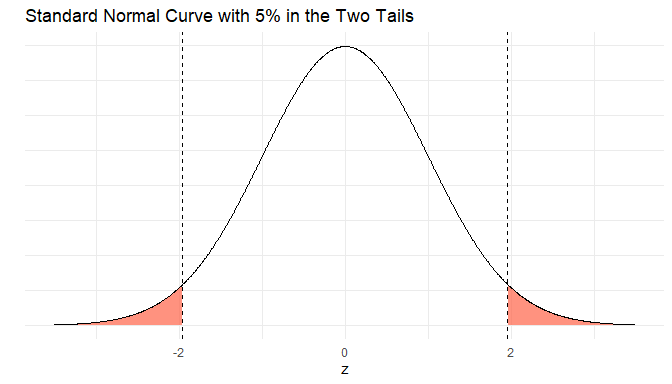 Standard Normal Curve with 5% in the Two Tails
-2 0 2
z